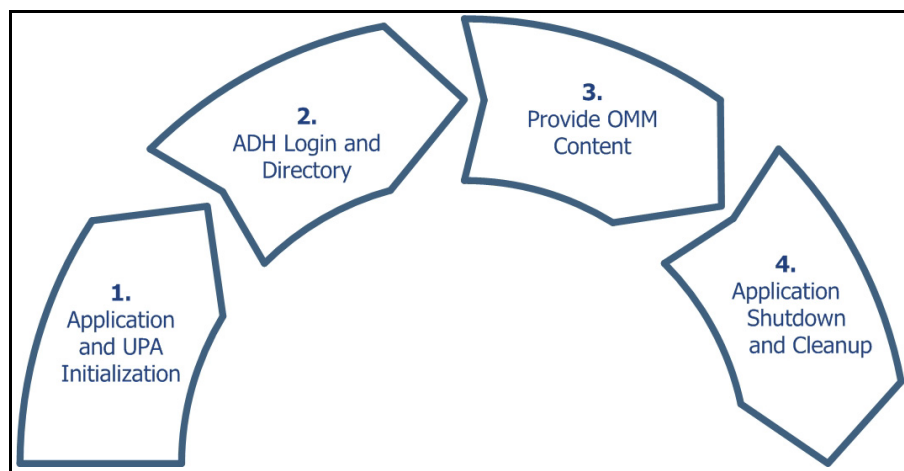 1.
Application
and UPA
Initialization
2.
ADH Login and
Directory
3.
Provide OMM
Content
4.
Application
Shutdown
and Cleanup